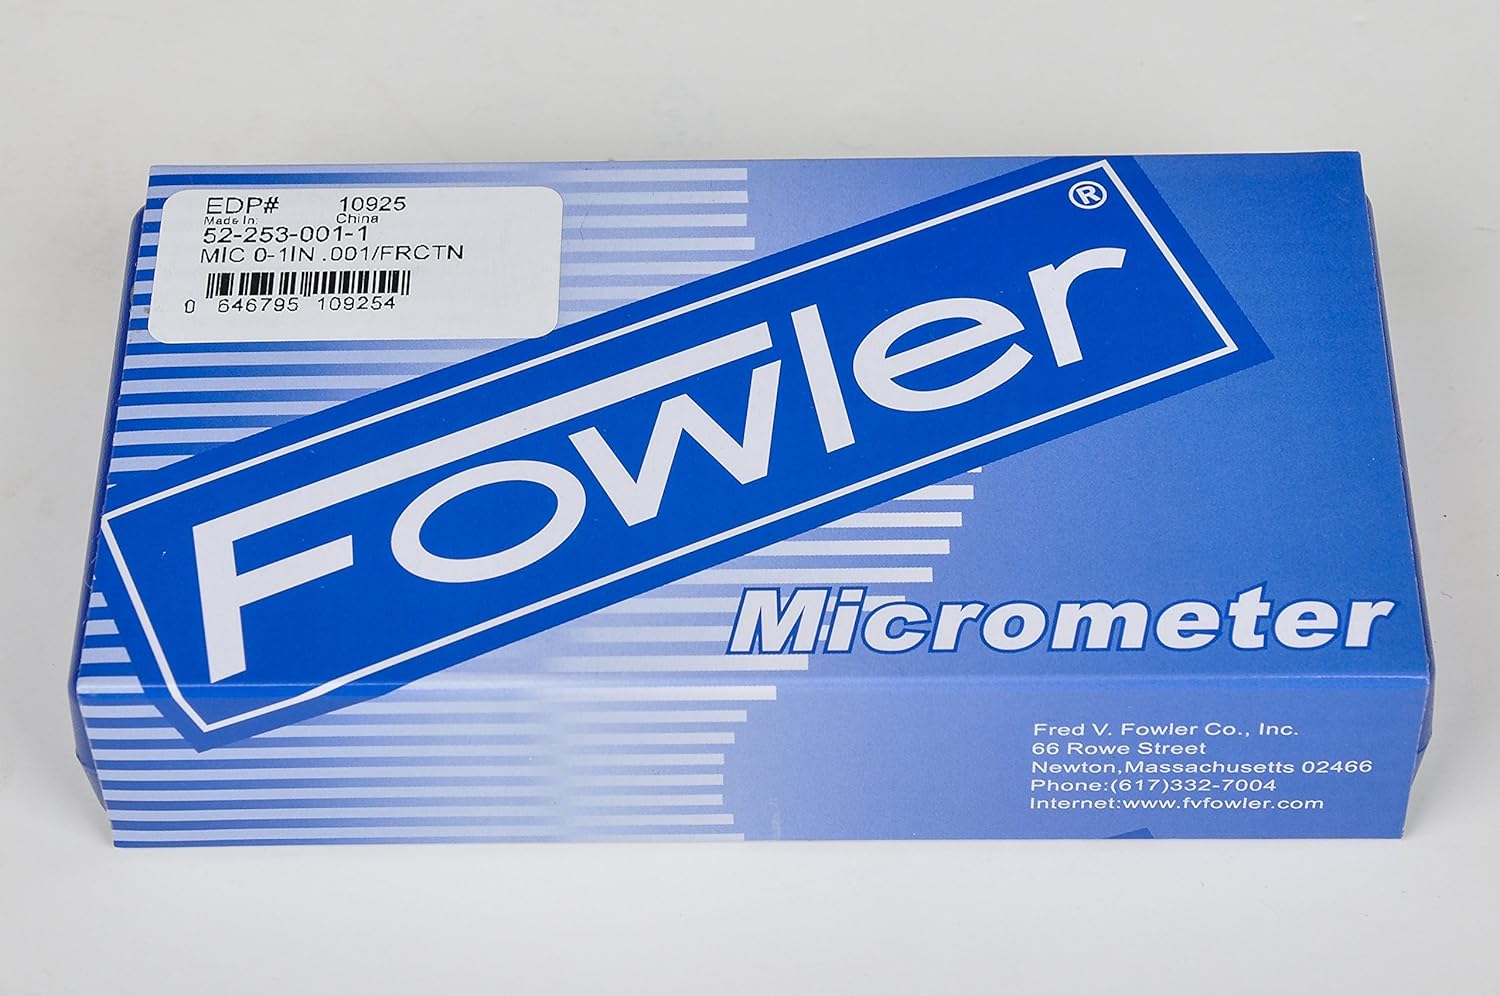 EDP# 10925
Made In: China
52-253-001-1
MIC 0-1IN .001/FRCTN
0 646795 109254
Fowler®
Micrometer
Fred V. Fowler Co., Inc.
66 Rowe Street
Newton,Massachusetts 02466
Phone:(617)332-7004
Internet:www.fvfowler.com